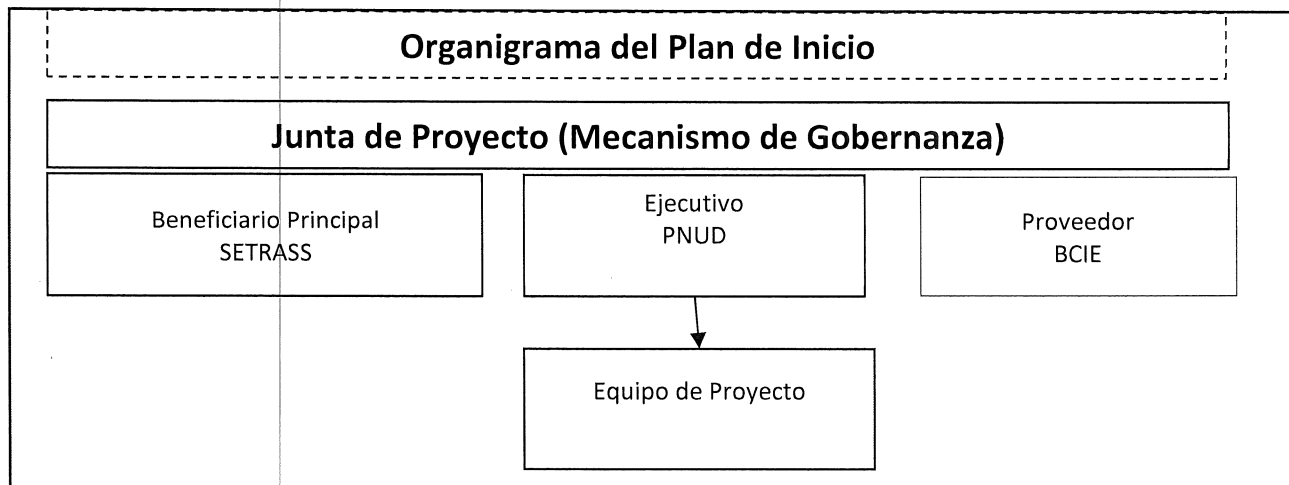 Organigrama del Plan de Inicio
Junta de Proyecto (Mecanismo de Gobernanza)
Beneficiario Principal
SETRASS
Ejecutivo
PNUD
Proveedor
BCIE
Equipo de Proyecto